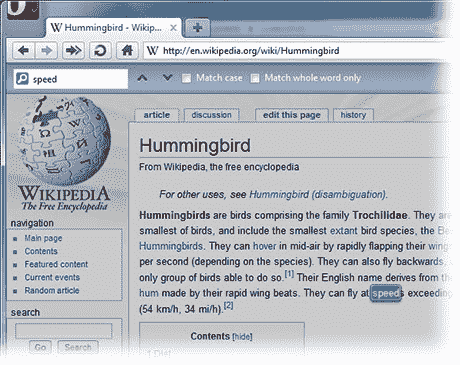 Hummingbird - Wikip...
http://en.wikipedia.org/wiki/Hummingbird
speed
Match case
Match whole word only
article
discussion
edit this page
history
WIKIPEDIA
The Free Encyclopedia
Hummingbird
From Wikipedia, the free encyclopedia
For other uses, see Hummingbird (disambiguation).
Hummingbirds are birds comprising the family Trochilidae. They are
smallest of birds, and include the smallest extant bird species, the Be
Hummingbirds. They can hover in mid-air by rapidly flapping their wings
per second (depending on the species). They can also fly backwards,
only group of birds able to do so.[1] Their English name derives from the
hum made by their rapid wing beats. They can fly at speeds exceeding
(54 km/h, 34 mi/h).[2]
Contents [hide]
navigation
Main page
Contents
Featured content
Current events
Random article
search
Go
Search